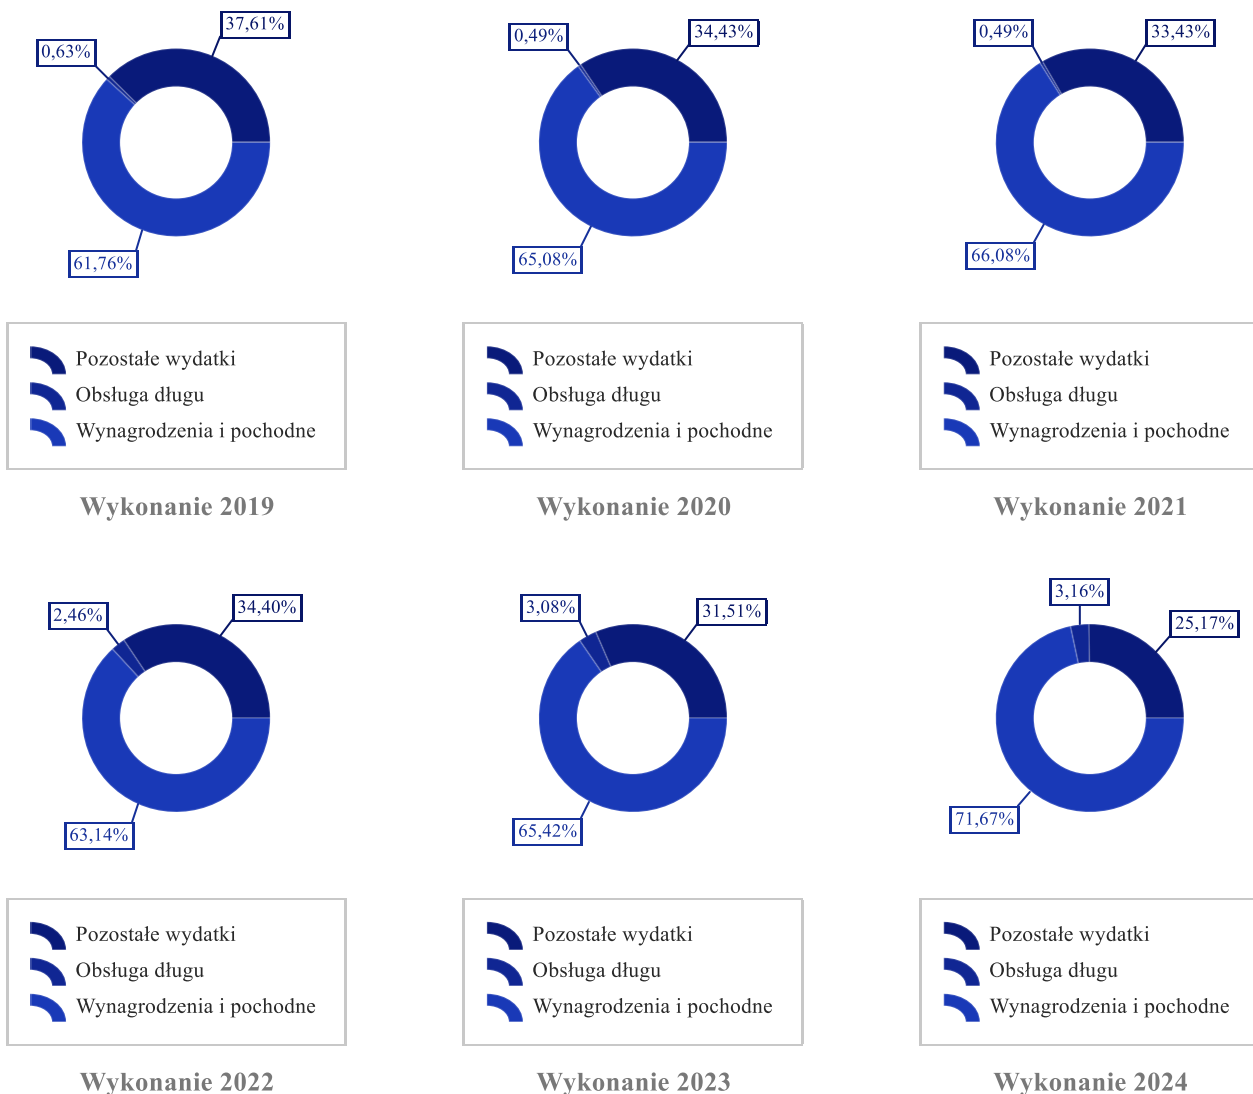 37,61%
0,63%
61,76%
Pozostałe wydatki
Obsługa długu
Wynagrodzenia i pochodne
Wykonanie 2019
34,43%
0,49%
65,08%
Pozostałe wydatki
Obsługa długu
Wynagrodzenia i pochodne
Wykonanie 2020
33,43%
0,49%
66,08%
Pozostałe wydatki
Obsługa długu
Wynagrodzenia i pochodne
Wykonanie 2021
34,40%
2,46%
63,14%
Pozostałe wydatki
Obsługa długu
Wynagrodzenia i pochodne
Wykonanie 2022
31,51%
3,08%
65,42%
Pozostałe wydatki
Obsługa długu
Wynagrodzenia i pochodne
Wykonanie 2023
3,16%
25,17%
71,67%
Pozostałe wydatki
Obsługa długu
Wynagrodzenia i pochodne
Wykonanie 2024